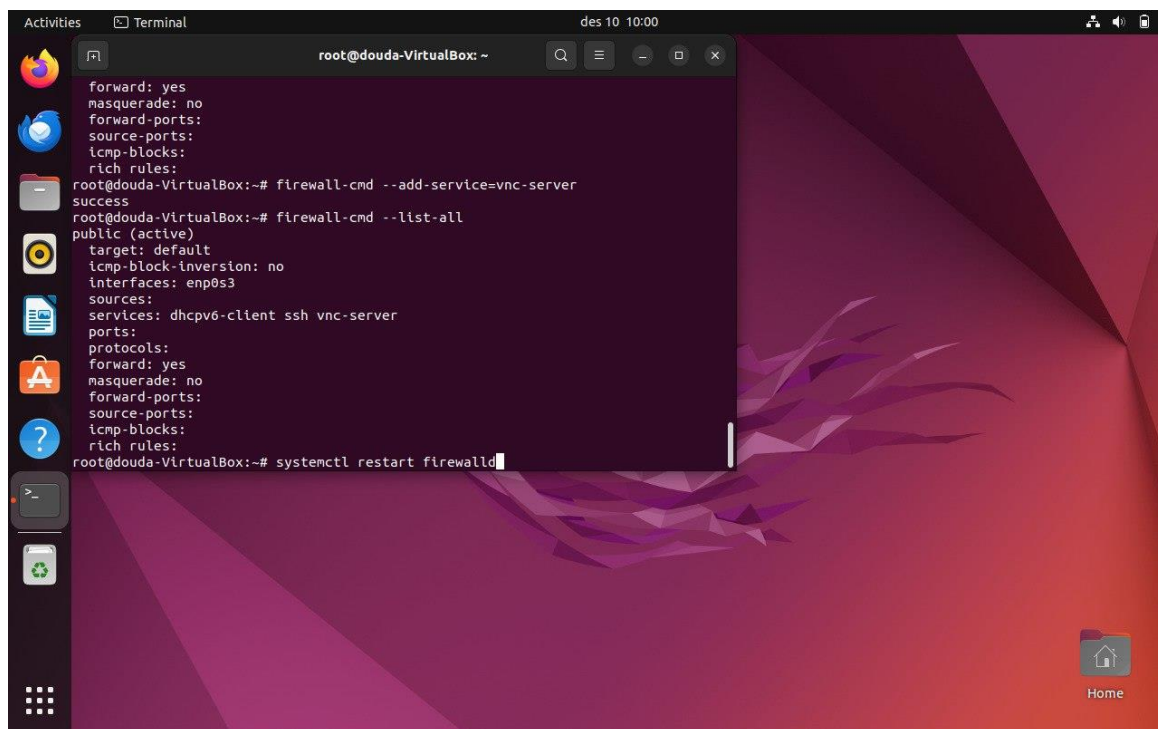 Activities Terminal des 10 10:00
root@douda-VirtualBox: ~
forward: yes
masquerade: no
forward-ports:
source-ports:
icmp-blocks:
rich rules:
root@douda-VirtualBox:~# firewall-cmd --add-service=vnc-server
success
root@douda-VirtualBox:~# firewall-cmd --list-all
public (active)
target: default
icmp-block-inversion: no
interfaces: enp0s3
sources:
services: dhcpv6-client ssh vnc-server
ports:
protocols:
forward: yes
masquerade: no
forward-ports:
source-ports:
icmp-blocks:
rich rules:
root@douda-VirtualBox:~# systemctl restart firewalld
Home